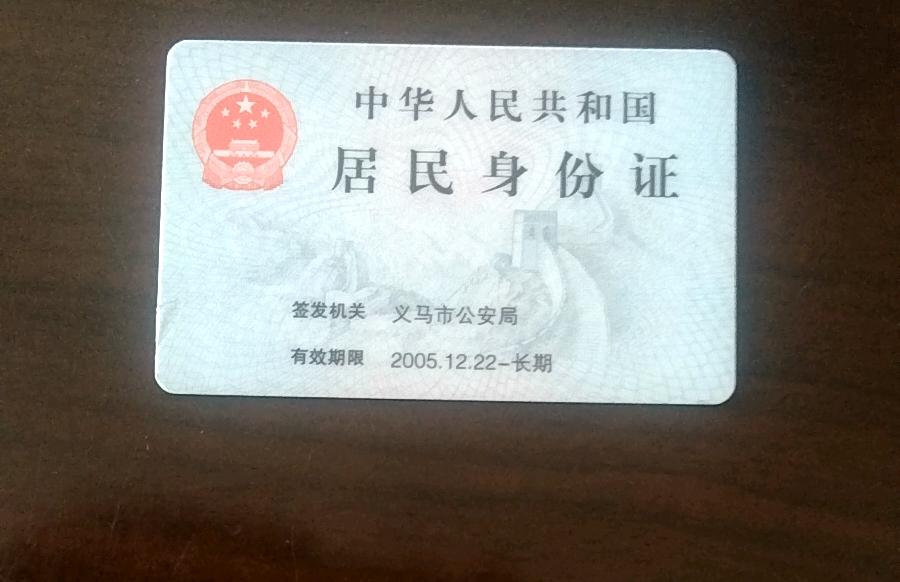 中华人民共和国
居民身份证
签发机关 义马市公安局
有效期限 2005.12.22-长期